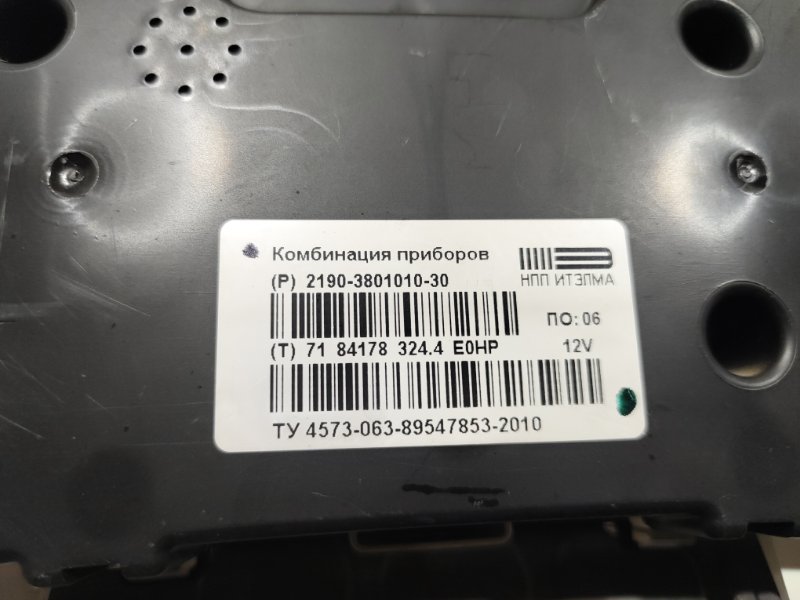 Комбинация приборов
(P) 2190-3801010-30
НПП ИТЭЛМА
ПО: 06
(T) 71 84178 324.4 E0HP
12V
ТУ 4573-063-89547853-2010